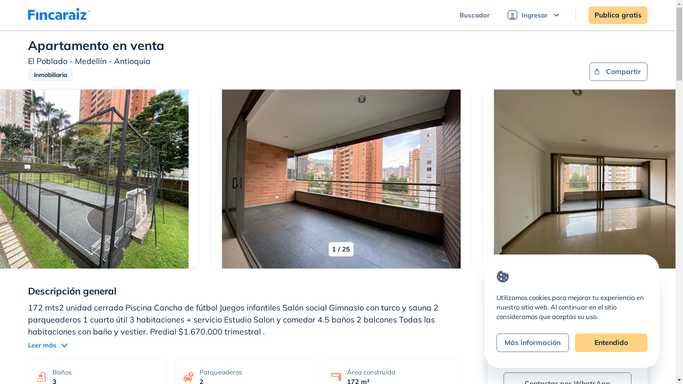 Fincaraiz
Buscador
Ingresar
Publica gratis
Apartamento en venta
El Poblado - Medellín - Antioquia
Inmobiliaria
Compartir
1 / 25
Descripción general
172 mts2 unidad cerrada Piscina Cancha de fútbol Juegos infantiles Salón social Gimnasio con turco y sauna 2
parqueaderos 1 cuarto útil 3 habitaciones + servicio Estudio Salon y comedor 4.5 baños 2 balcones Todas las
habitaciones con baño y vestier. Predial $1.670.000 trimestral .
Leer más
Baños
3
Parqueaderos
2
Área construida
172 m²
Utilizamos cookies para mejorar tu experiencia en
nuestro sitio web. Al continuar en el sitio
consideramos que aceptas su uso.
Más información
Entendido
Contactar por WhatsApp